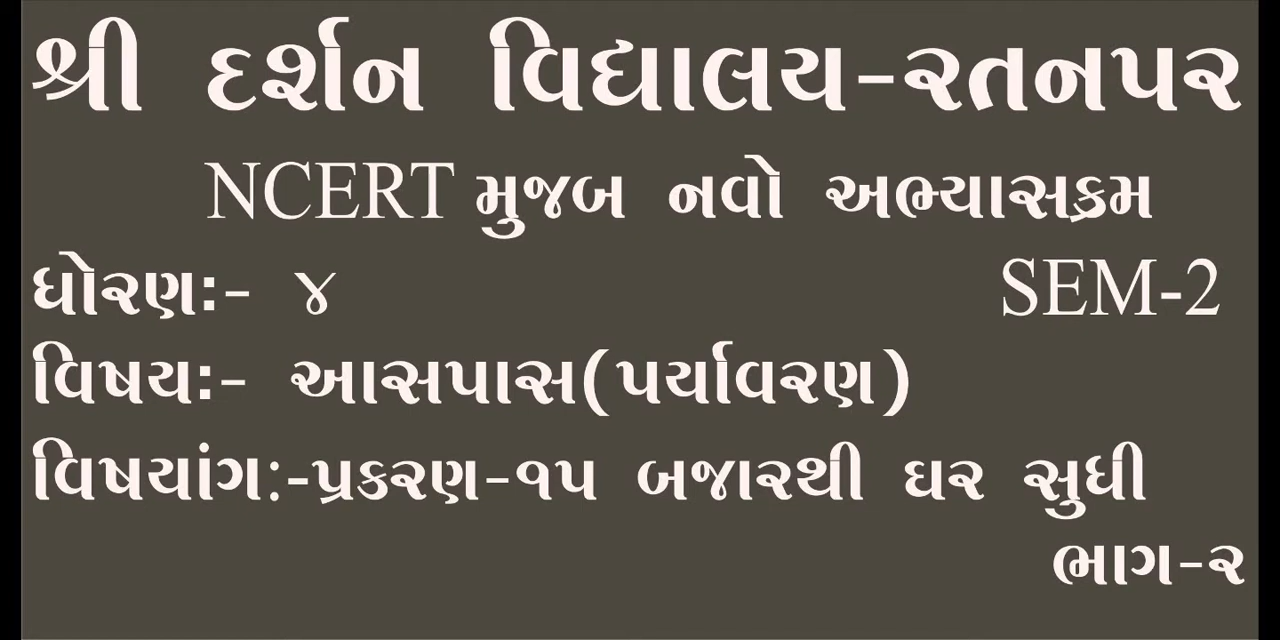 શ્રી દર્શન વિદ્યાલય-રતનપર
NCERT મુજબ નવો અભ્યાસક્રમ
ધોરણઃ- ૪ SEM-2
વિષયઃ- આસપાસ(પર્યાવરણ)
વિષયાંગ:-પ્રકરણ-૧૫ બજારથી ઘર સુધી
ભાગ-૨